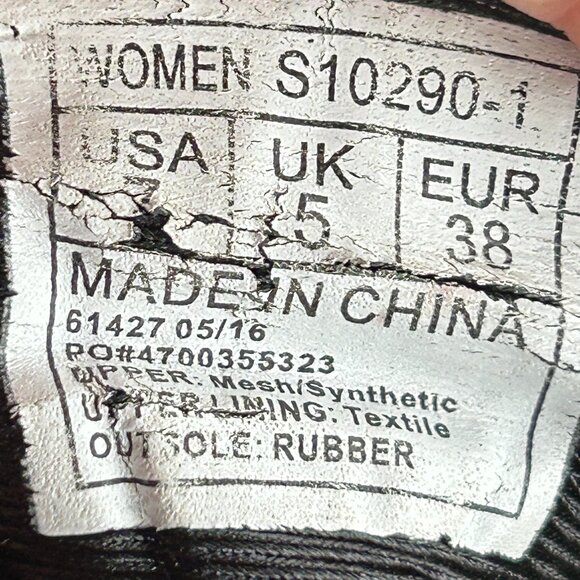 WOMEN S10290-1
USA UK EUR
7 5 38
MADE IN CHINA
61427 05/16
PO#4700355323
UPPER: Mesh/Synthetic
UPPER LINING: Textile
OUTSOLE: RUBBER